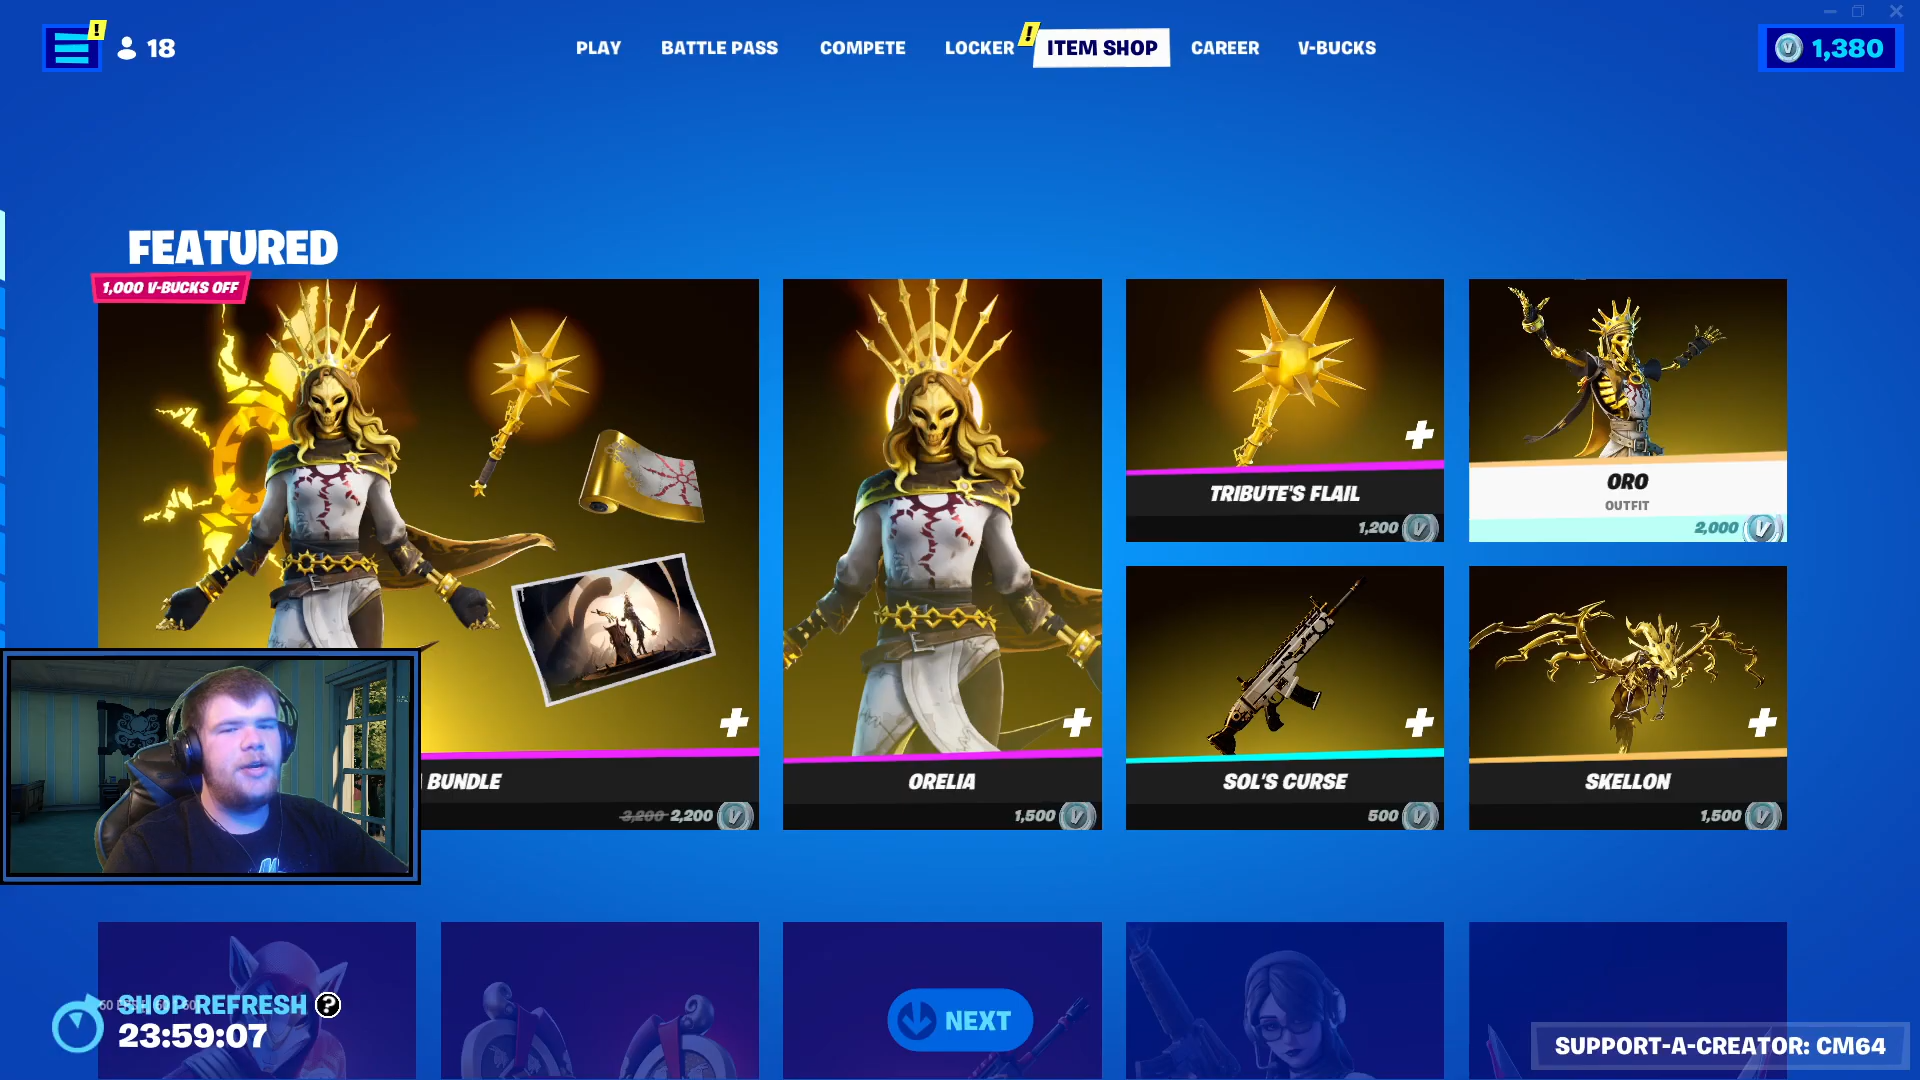 !
18
PLAY
BATTLE PASS
COMPETE
LOCKER
!
ITEM SHOP
CAREER
V-BUCKS
1,380
FEATURED
1,000 V-BUCKS OFF
BUNDLE
3,200 2,200
ORELIA
1,500
TRIBUTE'S FLAIL
1,200
ORO
OUTFIT
2,000
SOL'S CURSE
500
SKELLON
1,500
SHOP REFRESH ?
23:59:07
NEXT
SUPPORT-A-CREATOR: CM64